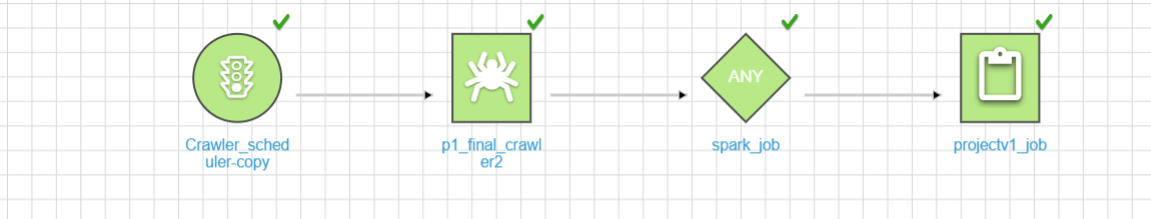 ANY
Crawler_sched
uler-copy
p1_final_crawl
er2
spark_job
projectv1_job